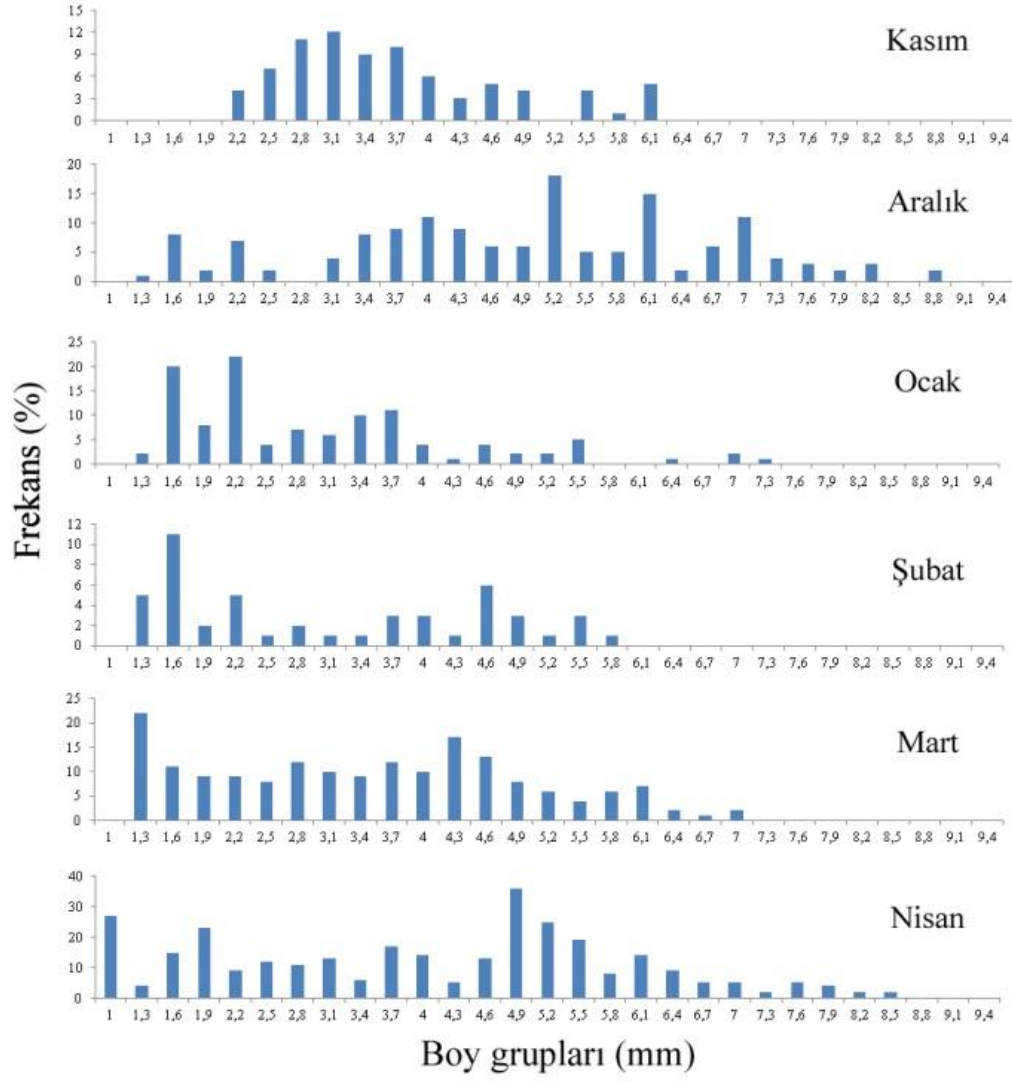 Frekans (%)
15
12
9
6
3
0
Kasım
1 1,3 1,6 1,9 2,2 2,5 2,8 3,1 3,4 3,7 4 4,3 4,6 4,9 5,2 5,5 5,8 6,1 6,4 6,7 7 7,3 7,6 7,9 8,2 8,5 8,8 9,1 9,4
20
15
10
5
0
Aralık
1 1,3 1,6 1,9 2,2 2,5 2,8 3,1 3,4 3,7 4 4,3 4,6 4,9 5,2 5,5 5,8 6,1 6,4 6,7 7 7,3 7,6 7,9 8,2 8,5 8,8 9,1 9,4
25
20
15
10
5
0
Ocak
1 1,3 1,6 1,9 2,2 2,5 2,8 3,1 3,4 3,7 4 4,3 4,6 4,9 5,2 5,5 5,8 6,1 6,4 6,7 7 7,3 7,6 7,9 8,2 8,5 8,8 9,1 9,4
12
10
8
6
4
2
0
Şubat
1 1,3 1,6 1,9 2,2 2,5 2,8 3,1 3,4 3,7 4 4,3 4,6 4,9 5,2 5,5 5,8 6,1 6,4 6,7 7 7,3 7,6 7,9 8,2 8,5 8,8 9,1 9,4
25
20
15
10
5
0
Mart
1 1,3 1,6 1,9 2,2 2,5 2,8 3,1 3,4 3,7 4 4,3 4,6 4,9 5,2 5,5 5,8 6,1 6,4 6,7 7 7,3 7,6 7,9 8,2 8,5 8,8 9,1 9,4
40
30
20
10
0
Nisan
1 1,3 1,6 1,9 2,2 2,5 2,8 3,1 3,4 3,7 4 4,3 4,6 4,9 5,2 5,5 5,8 6,1 6,4 6,7 7 7,3 7,6 7,9 8,2 8,5 8,8 9,1 9,4
Boy grupları (mm)